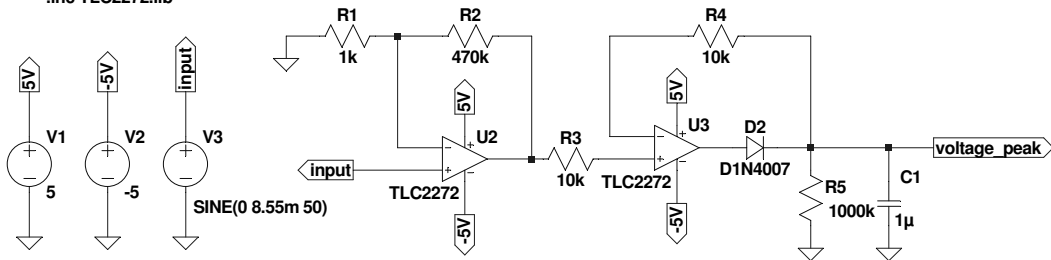 .inc TLC2272.lib
R1
1k
R2
470k
R4
10k
5V
-5V
input
5V
5V
V1
5
V2
-5
V3
SINE(0 8.55m 50)
U2
TLC2272
input
-5V
R3
10k
U3
TLC2272
-5V
D2
D1N4007
voltage_peak
R5
1000k
C1
1µ